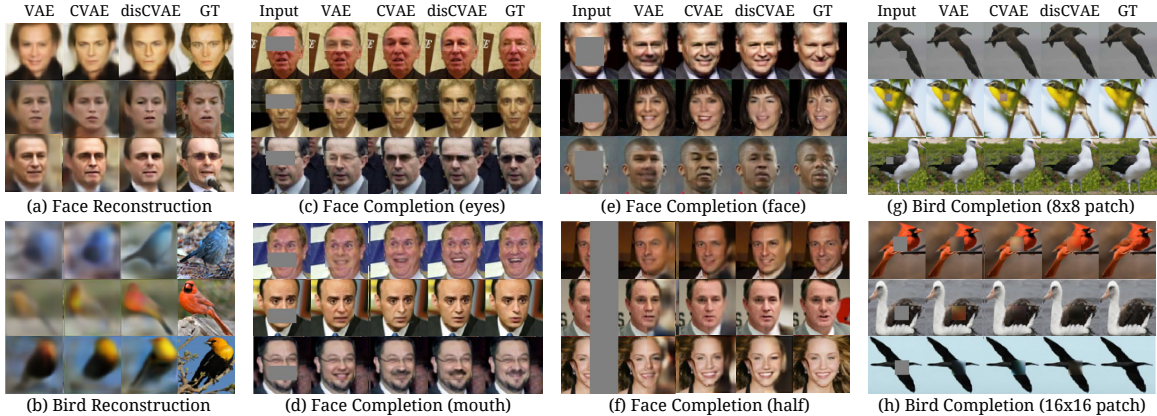 VAE CVAE disCVAE GT
Input VAE CVAE disCVAE GT
Input VAE CVAE disCVAE GT
Input VAE CVAE disCVAE GT
(a) Face Reconstruction
(c) Face Completion (eyes)
(e) Face Completion (face)
(g) Bird Completion (8x8 patch)
(b) Bird Reconstruction
(d) Face Completion (mouth)
(f) Face Completion (half)
(h) Bird Completion (16x16 patch)